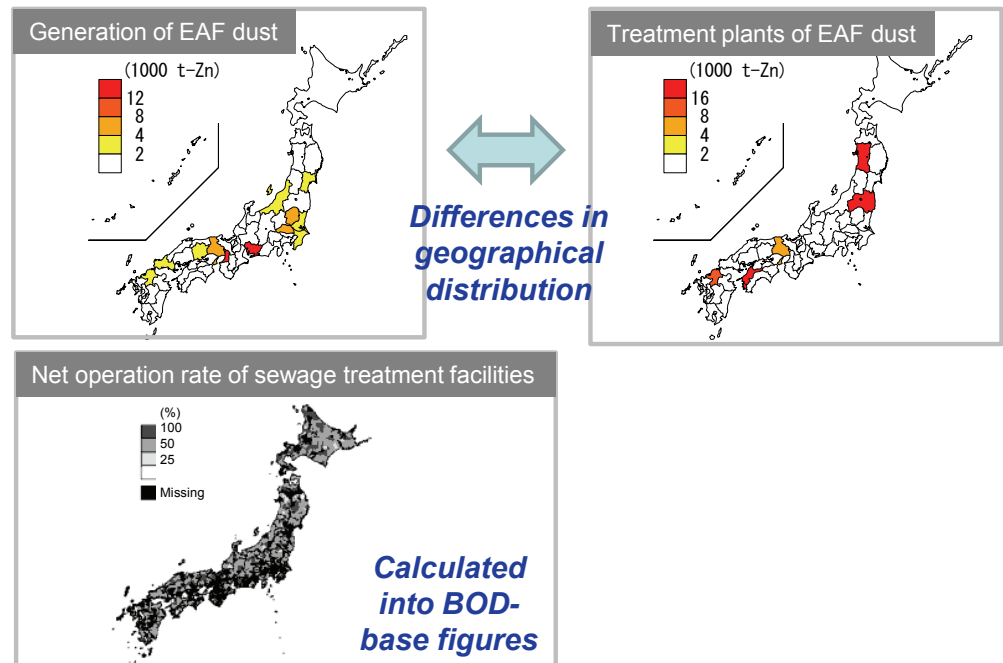 Generation of EAF dust
(1000 t-Zn)
12
8
4
2
Differences in
geographical
distribution
Treatment plants of EAF dust
(1000 t-Zn)
16
8
4
2
Net operation rate of sewage treatment facilities
(%)
100
50
25
Missing
Calculated
into BOD-
base figures